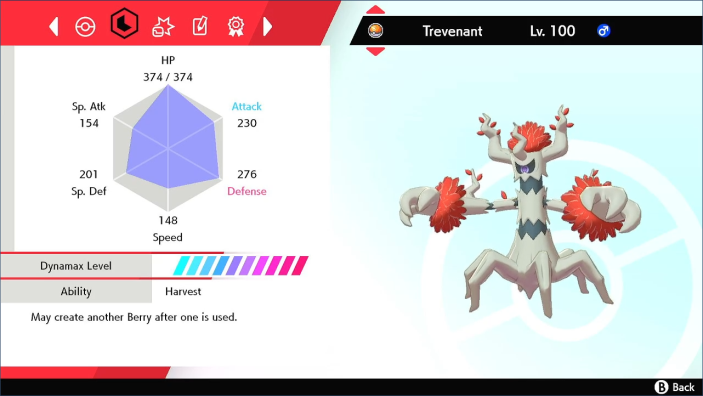 Trevenant Lv. 100
HP
374 / 374
Sp. Atk
154
Attack
230
201
Sp. Def
276
Defense
148
Speed
Dynamax Level
Ability Harvest
May create another Berry after one is used.
B Back